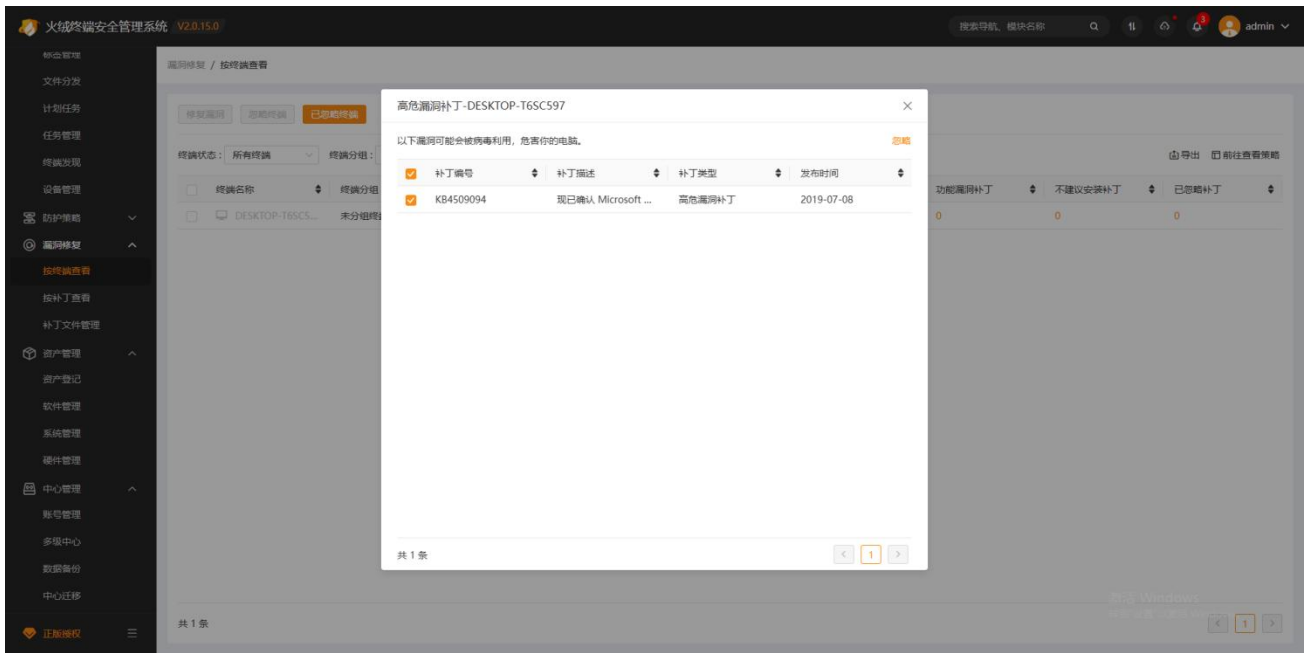 火绒终端安全管理系统 V2.0.15.0
搜索导航、模块名称
3
admin
标签管理
文件分发
计划任务
任务管理
终端发现
设备管理
防护策略
漏洞修复
按终端查看
按补丁查看
补丁文件管理
资产管理
资产登记
软件管理
系统管理
硬件管理
中心管理
账号管理
多级中心
数据备份
中心迁移
正版授权
漏洞修复 / 按终端查看
修复漏洞 忽略终端 已忽略终端
终端状态: 所有终端 终端分组:
导出 前往查看策略
终端名称 终端分组 功能漏洞补丁 不建议安装补丁 已忽略补丁
DESKTOP-T6SC5... 未分组终端 0 0 0
高危漏洞补丁-DESKTOP-T6SC597
以下漏洞可能会被病毒利用，危害你的电脑。 忽略
补丁编号 补丁描述 补丁类型 发布时间
KB4509094 现已确认 Microsoft ... 高危漏洞补丁 2019-07-08
共 1 条 1
激活 Windows
共 1 条 1